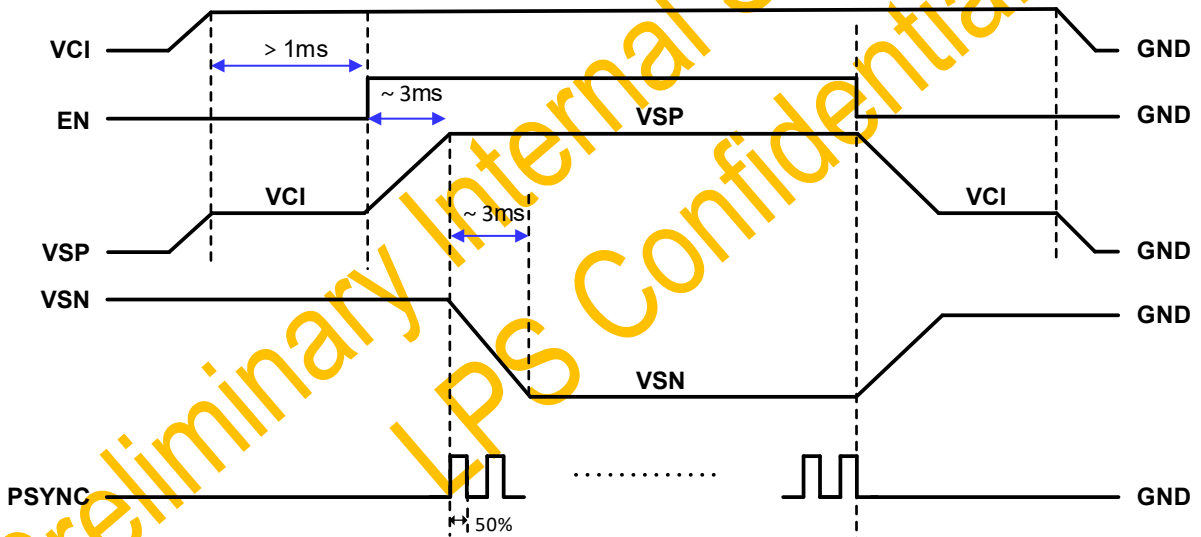 VCI
> 1ms
GND
EN
~ 3ms
VSP
GND
VCI
VCI
~ 3ms
VSP
GND
VSN
GND
VSN
PSYNC
50%
GND
Preliminary Internal
LPS Confidential